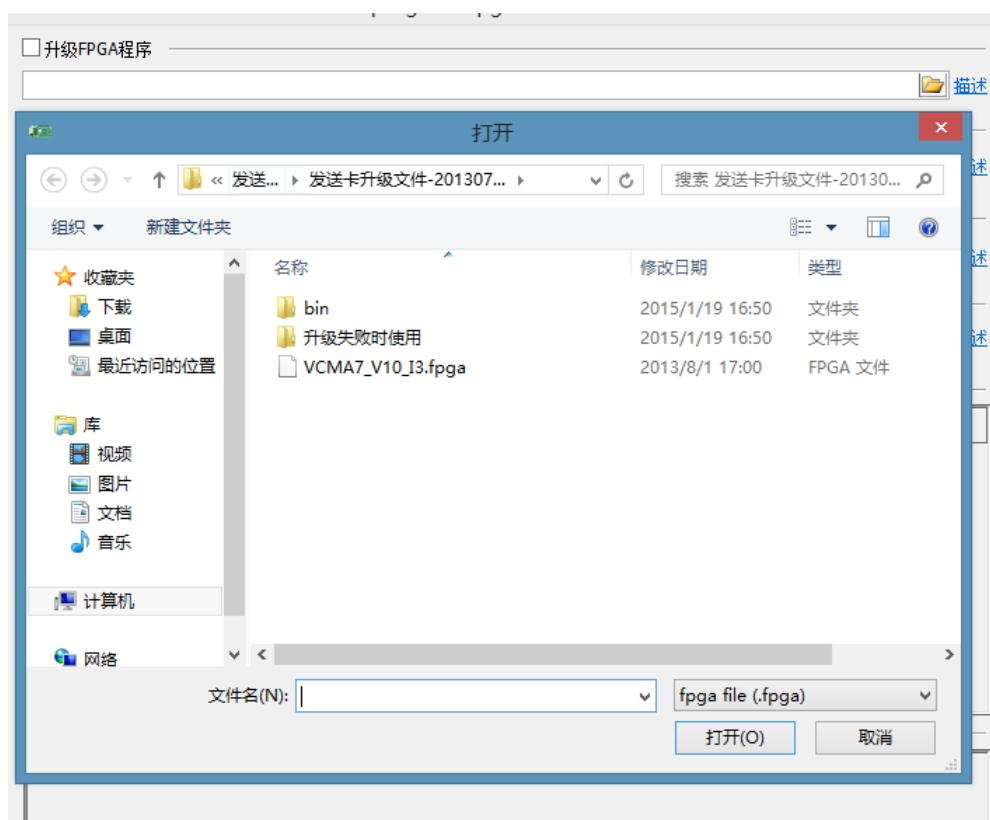 升级FPGA程序
描述
打开
« 发送... 发送卡升级文件-201307...
搜索 发送卡升级文件-20130...
组织 新建文件夹
名称 修改日期 类型
收藏夹
下载
桌面
最近访问的位置
库
视频
图片
文档
音乐
计算机
网络
bin 2015/1/19 16:50 文件夹
升级失败时使用 2015/1/19 16:50 文件夹
VCMA7_V10_I3.fpga 2013/8/1 17:00 FPGA 文件
述
述
述
文件名(N): fpga file (.fpga)
打开(O) 取消